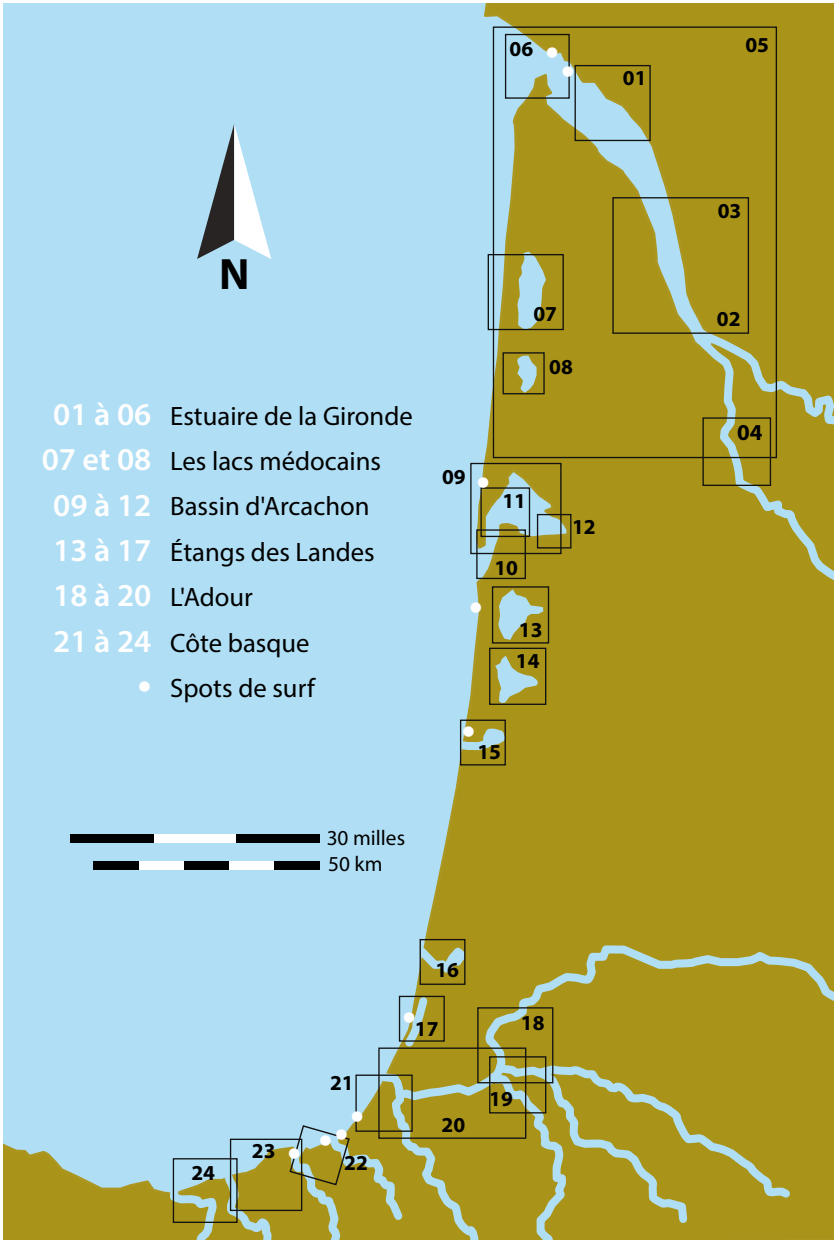 05
06
01
N
03
02
07
08
04
01 à 06 Estuaire de la Gironde
07 et 08 Les lacs médocains
09 à 12 Bassin d'Arcachon
13 à 17 Étangs des Landes
18 à 20 L'Adour
21 à 24 Côte basque
Spots de surf
09
11
12
10
13
14
15
30 milles
50 km
16
17
18
19
20
21
22
23
24